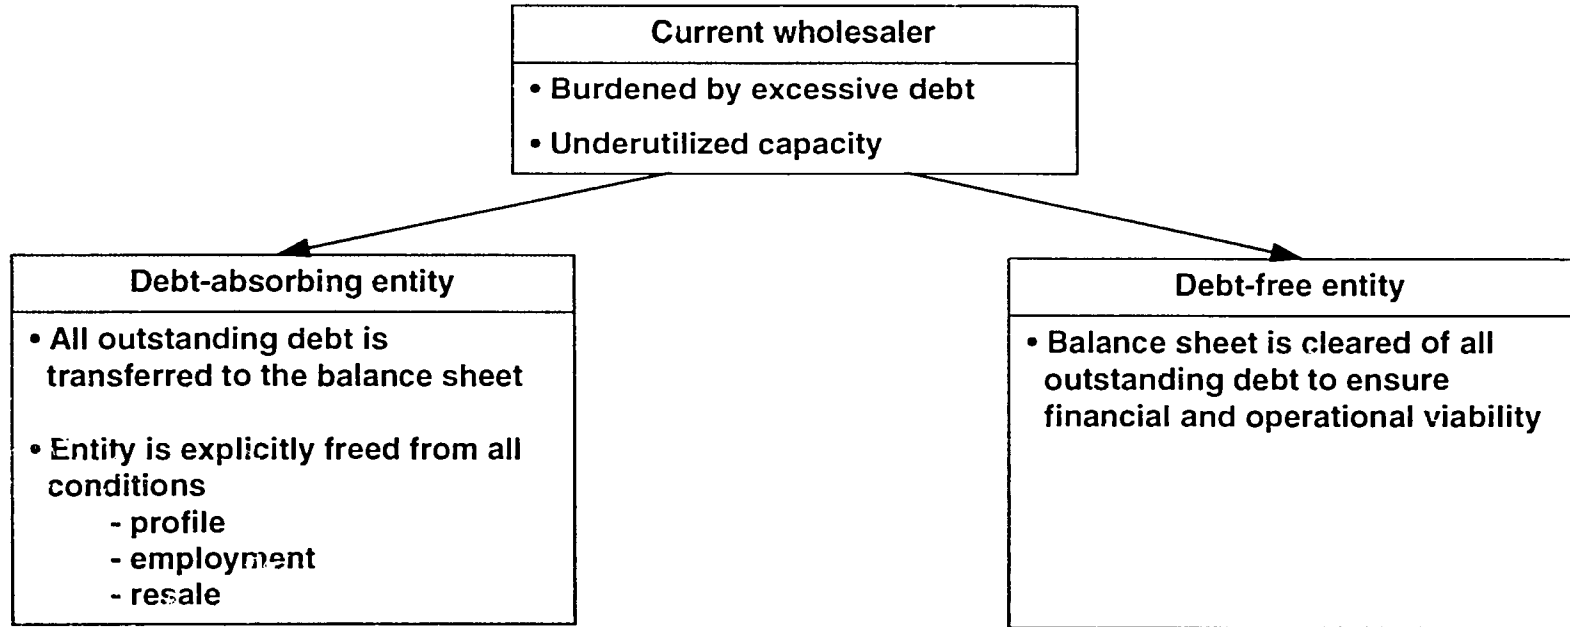 Current wholesaler
• Burdened by excessive debt
• Underutilized capacity
Debt-absorbing entity
• All outstanding debt is
transferred to the balance sheet
• Entity is explicitly freed from all
conditions
- profile
- employment
- resale
Debt-free entity
• Balance sheet is cleared of all
outstanding debt to ensure
financial and operational viability